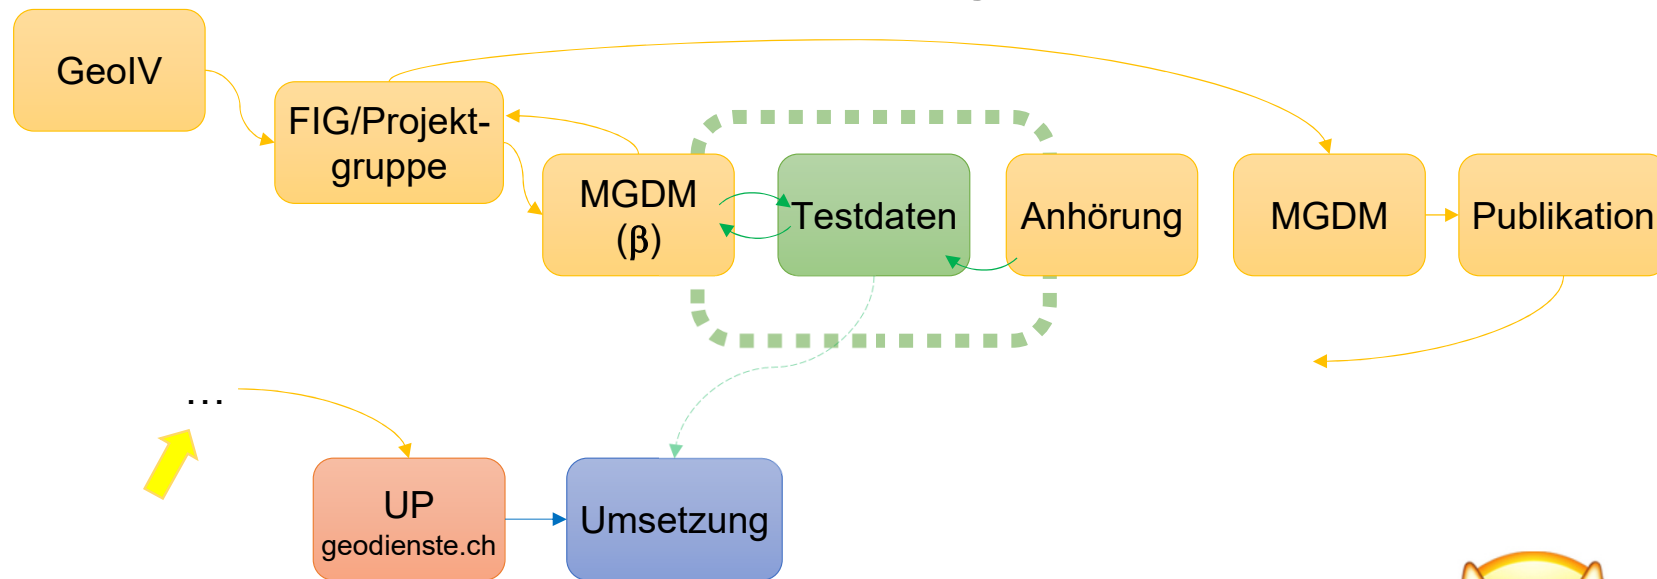 GeoIV
FIG/Projekt-
gruppe
MGDM
(β)
Testdaten
Anhörung
MGDM
Publikation
...
UP
geodienste.ch
Umsetzung